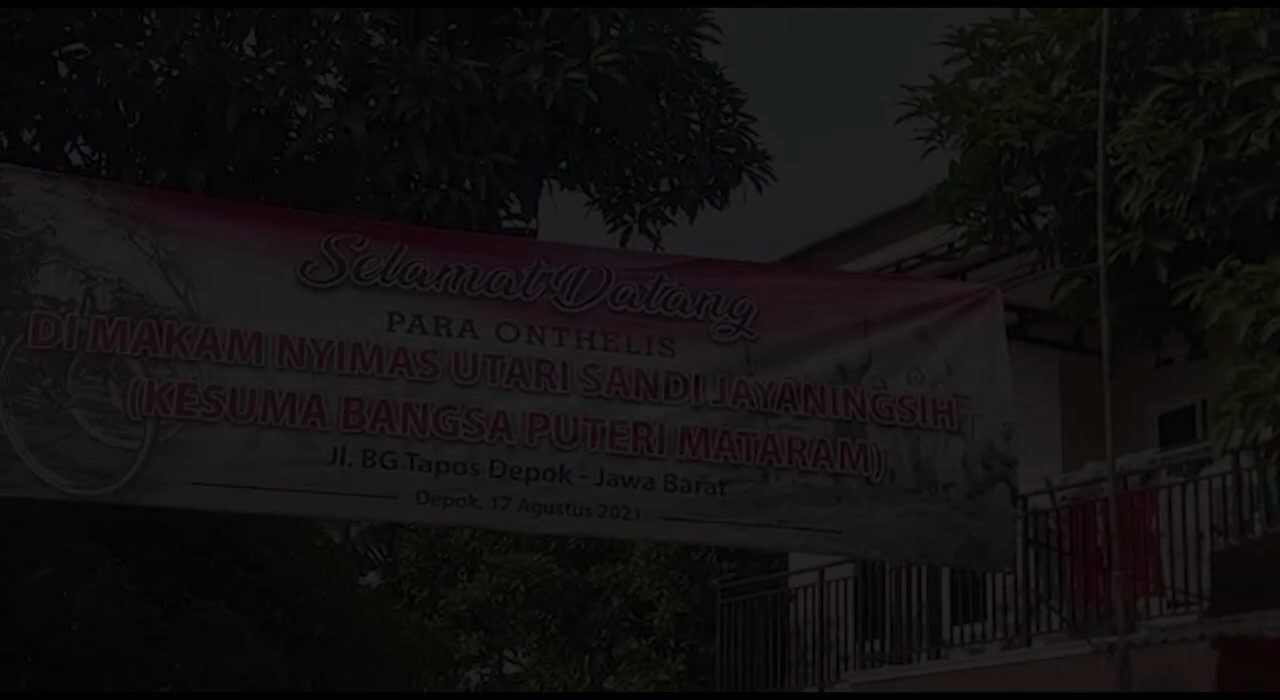 Selamat Datang
PARA ONTHELIS
DI MAKAM NYIMAS UTARI SANDI JAYANINGSIH
(KESUMA BANGSA PUTERI MATARAM)
Jl. BG Tapos Depok - Jawa Barat
Depok, 17 Agustus 2021